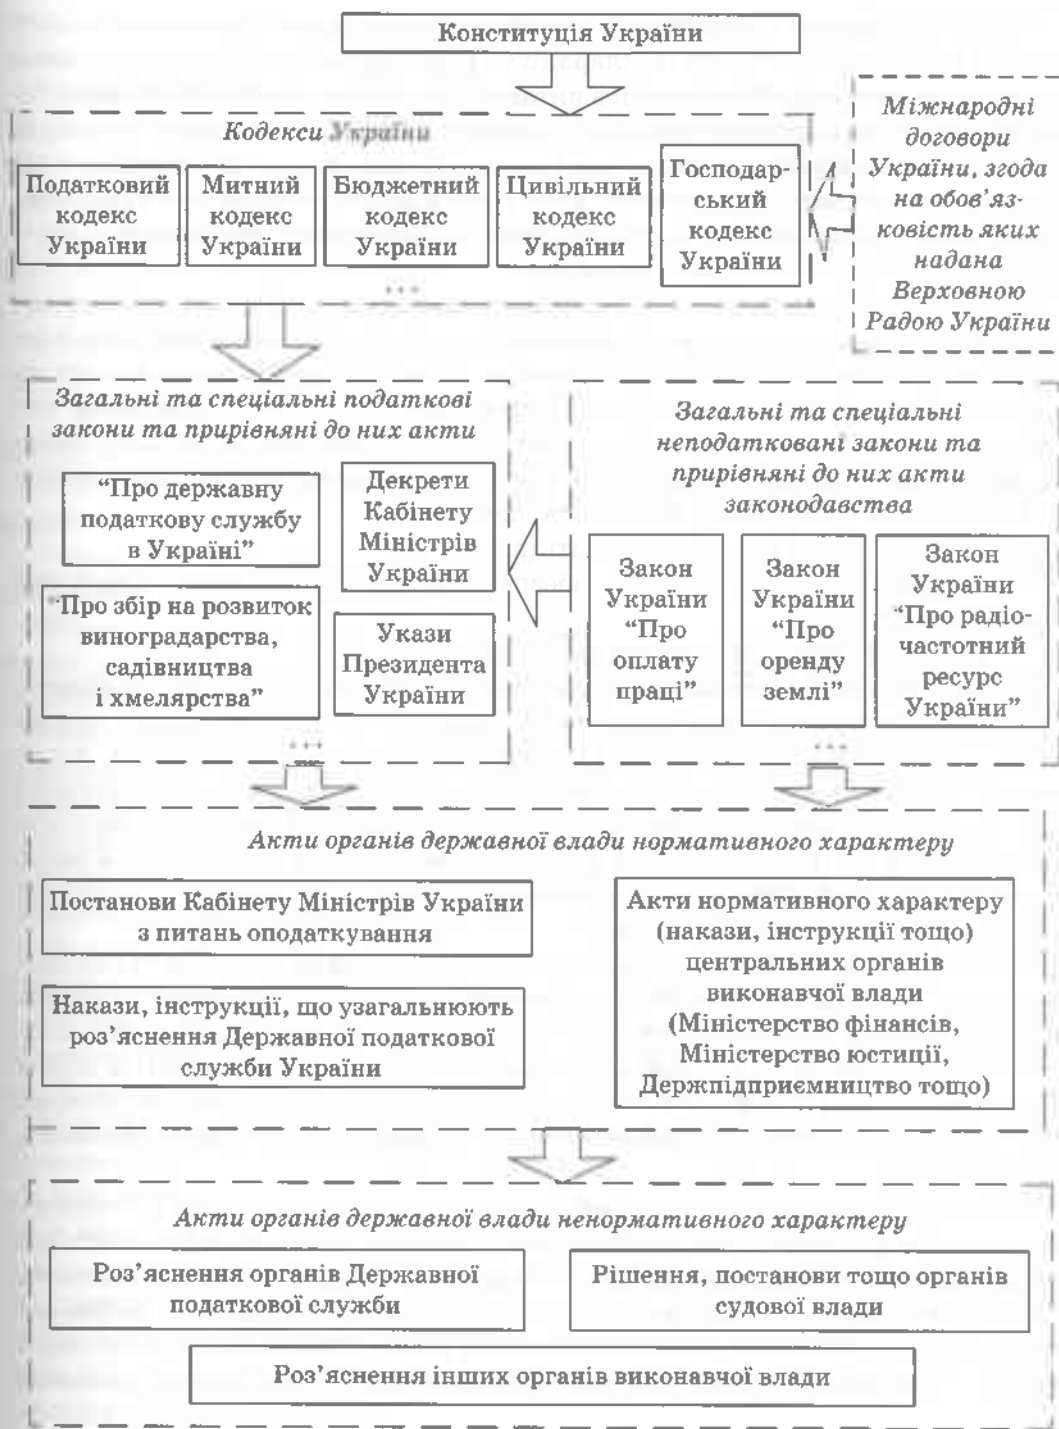 Конституція України
Кодекси України
Податковий
кодекс
України
Митний
кодекс
України
Бюджетний
кодекс
України
Цивільний
кодекс
України
Господар-
ський
кодекс
України
...
Міжнародні
договори
України, згода
на обов’яз-
ковість яких
надана
Верховною
Радою України
Загальні та спеціальні податкові
закони та прирівняні до них акти
“Про державну
податкову службу
в Україні”
Декрети
Кабінету
Міністрів
України
“Про збір на розвиток
виноградарства,
садівництва
і хмелярства”
Укази
Президента
України
...
Загальні та спеціальні
неподатковані закони та
прирівняні до них акти
законодавства
Закон
України
“Про
оплату
праці”
Закон
України
“Про
оренду
землі”
Закон
України
“Про радіо-
частотний
ресурс
України”
...
Акти органів державної влади нормативного характеру
Постанови Кабінету Міністрів України
з питань оподаткування
Накази, інструкції, що узагальнюють
роз’яснення Державної податкової
служби України
Акти нормативного характеру
(накази, інструкції тощо)
центральних органів
виконавчої влади
(Міністерство фінансів,
Міністерство юстиції,
Держпідприємництво тощо)
Акти органів державної влади ненормативного характеру
Роз’яснення органів Державної
податкової служби
Рішення, постанови тощо органів
судової влади
Роз’яснення інших органів виконавчої влади